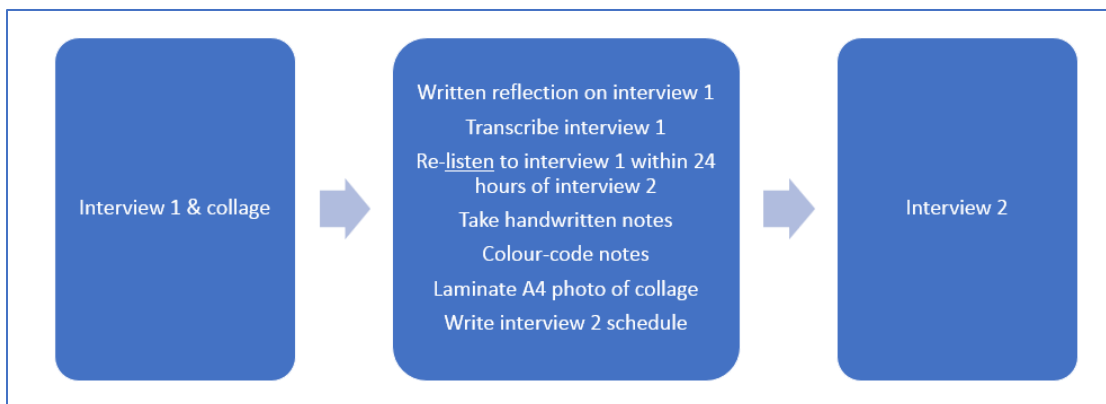 Interview 1 & collage
Written reflection on interview 1
Transcribe interview 1
Re-listen to interview 1 within 24
hours of interview 2
Take handwritten notes
Colour-code notes
Laminate A4 photo of collage
Write interview 2 schedule
Interview 2